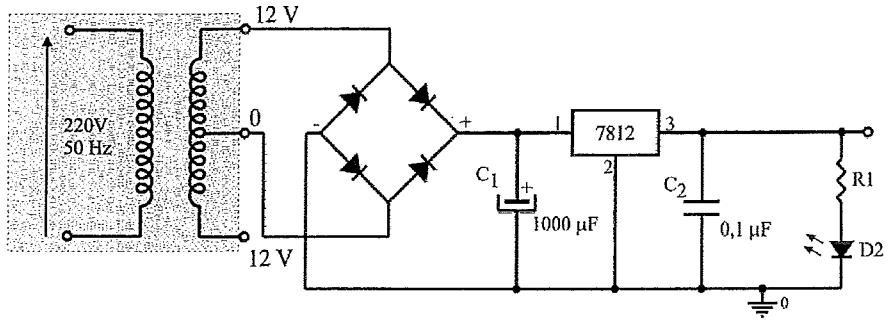 12 V
220V
50 Hz
0
12 V
-
+
1
7812
3
2
C1
+
1000 µF
C2
0,1 µF
R1
D2
0